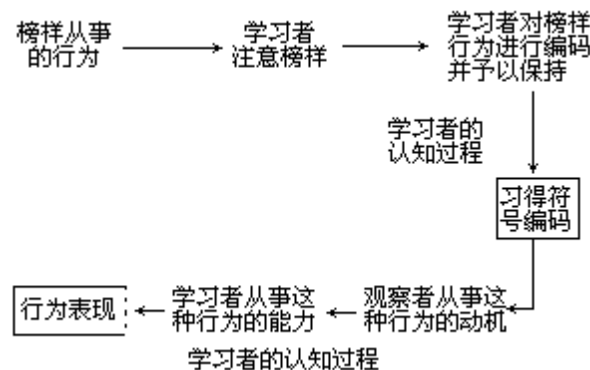 榜样从事
的行为
学习者
注意榜样
学习者对榜样
行为进行编码
并予以保持
学习者的
认知过程
习得符
号编码
观察者从事这
种行为的动机
学习者从事这
种行为的能力
行为表现
学习者的认知过程